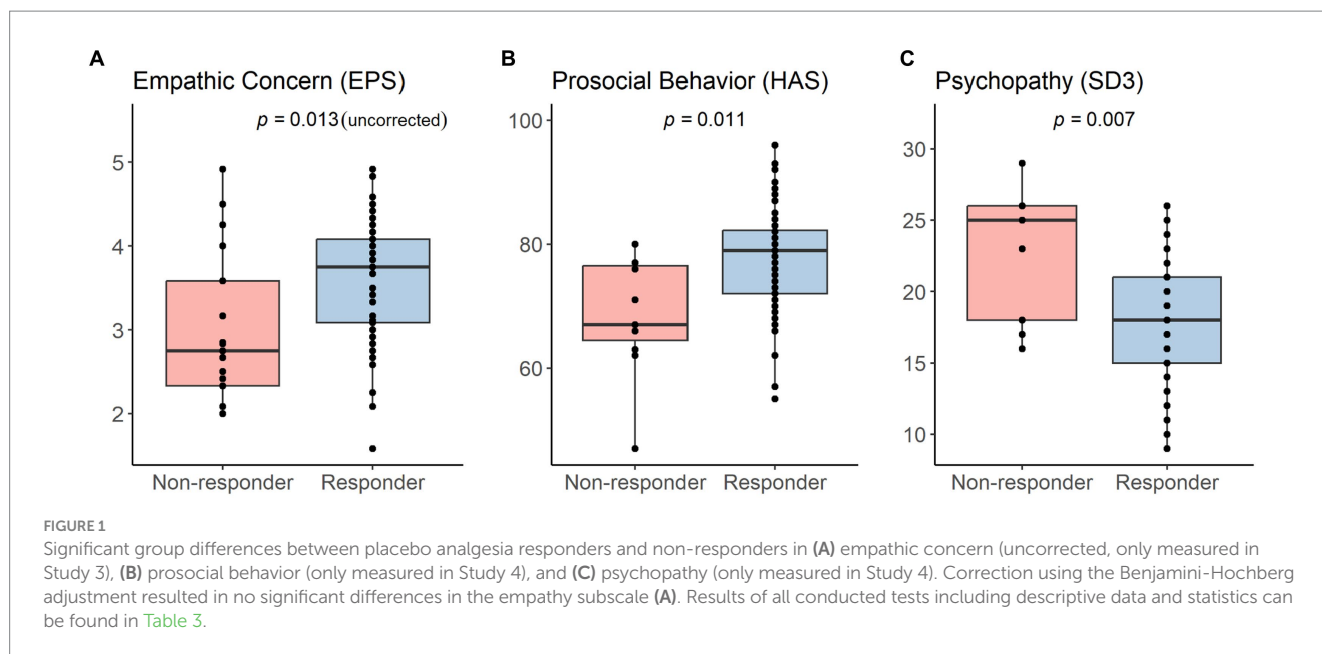 A
Empathic Concern (EPS)
p = 0.013 (uncorrected)
5
4
3
2
Non-responder Responder
B
Prosocial Behavior (HAS)
p = 0.011
100
80
60
Non-responder Responder
C
Psychopathy (SD3)
p = 0.007
30
25
20
15
10
Non-responder Responder
FIGURE 1
Significant group differences between placebo analgesia responders and non-responders in (A) empathic concern (uncorrected, only measured in
Study 3), (B) prosocial behavior (only measured in Study 4), and (C) psychopathy (only measured in Study 4). Correction using the Benjamini-Hochberg
adjustment resulted in no significant differences in the empathy subscale (A). Results of all conducted tests including descriptive data and statistics can
be found in Table 3.